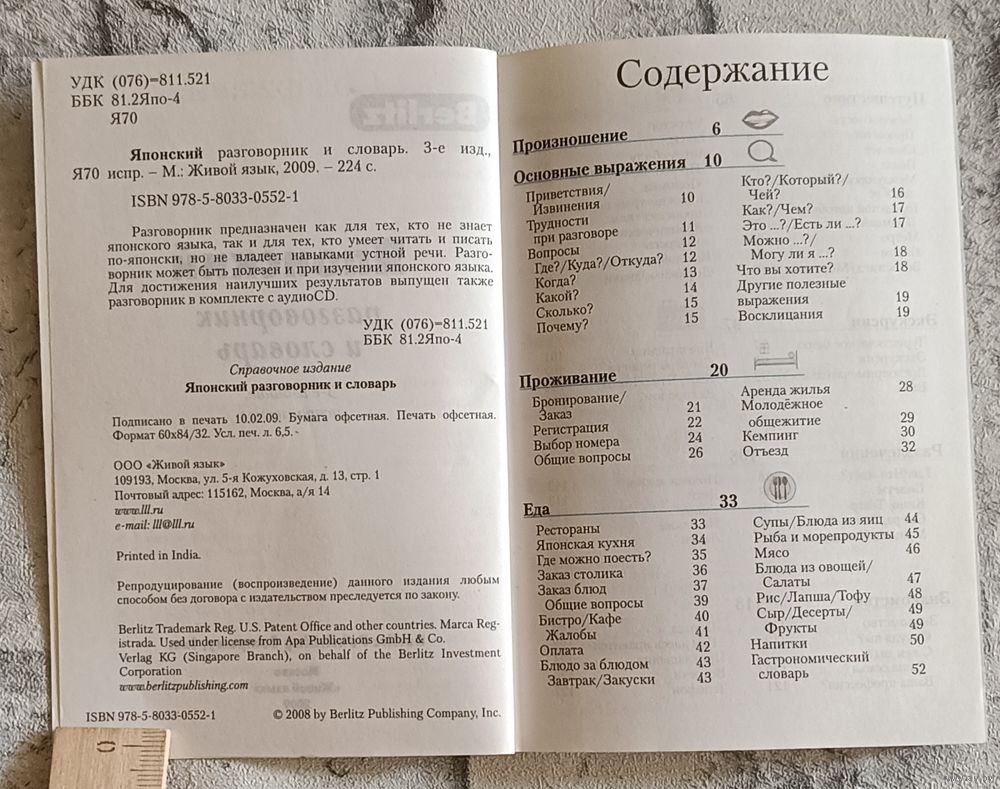 УДК (076)=811.521
ББК 81.2Япо-4
Я70
Японский разговорник и словарь. 3-е изд.,
Я70 испр. – М.: Живой язык, 2009. – 224 с.
ISBN 978-5-8033-0552-1
Разговорник предназначен как для тех, кто не знает
японского языка, так и для тех, кто умеет читать и писать
по-японски, но не владеет навыками устной речи. Разго-
ворник может быть полезен и при изучении японского языка.
Для достижения наилучших результатов выпущен также
разговорник в комплекте с аудиоCD.
УДК (076)=811.521
ББК 81.2Япо-4
Справочное издание
Японский разговорник и словарь
Подписано в печать 10.02.09. Бумага офсетная. Печать офсетная.
Формат 60х84/32. Усл. печ. л. 6,5.
ООО «Живой язык»
109193, Москва, ул. 5-я Кожуховская, д. 13, стр. 1
Почтовый адрес: 115162, Москва, а/я 14
www.lll.ru
e-mail: lll@lll.ru
Printed in India.
Репродуцирование (воспроизведение) данного издания любым
способом без договора с издательством преследуется по закону.
Berlitz Trademark Reg. U.S. Patent Office and other countries. Marca Reg-
istrada. Used under license from Apa Publications GmbH & Co.
Verlag KG (Singapore Branch), on behalf of the Berlitz Investment
Corporation
www.berlitzpublishing.com
ISBN 978-5-8033-0552-1 © 2008 by Berlitz Publishing Company, Inc.
Содержание
Произношение 6
Основные выражения 10
Приветствия/
Извинения 10
Трудности
при разговоре 11
Вопросы 12
Где?/Куда?/Откуда? 12
Когда? 13
Какой? 14
Сколько? 15
Почему? 15
Кто?/Который?/
Чей? 16
Как?/Чем? 17
Это ...?/Есть ли ...? 17
Можно ...?/
Могу ли я ...? 18
Что вы хотите? 18
Другие полезные
выражения 19
Восклицания 19
Проживание 20
Бронирование/
Заказ 21
Регистрация 22
Выбор номера 24
Общие вопросы 26
Аренда жилья 28
Молодёжное
общежитие 29
Кемпинг 30
Отъезд 32
Еда 33
Рестораны 33
Японская кухня 34
Где можно поесть? 35
Заказ столика 36
Заказ блюд 37
Общие вопросы 39
Бистро/Кафе 40
Жалобы 41
Оплата 42
Блюдо за блюдом 43
Завтрак/Закуски 43
Супы/Блюда из яиц 44
Рыба и морепродукты 45
Мясо 46
Блюда из овощей/
Салаты 47
Рис/Лапша/Тофу 48
Сыр/Десерты/ 49
Фрукты 49
Напитки 50
Гастрономический
словарь 52
0